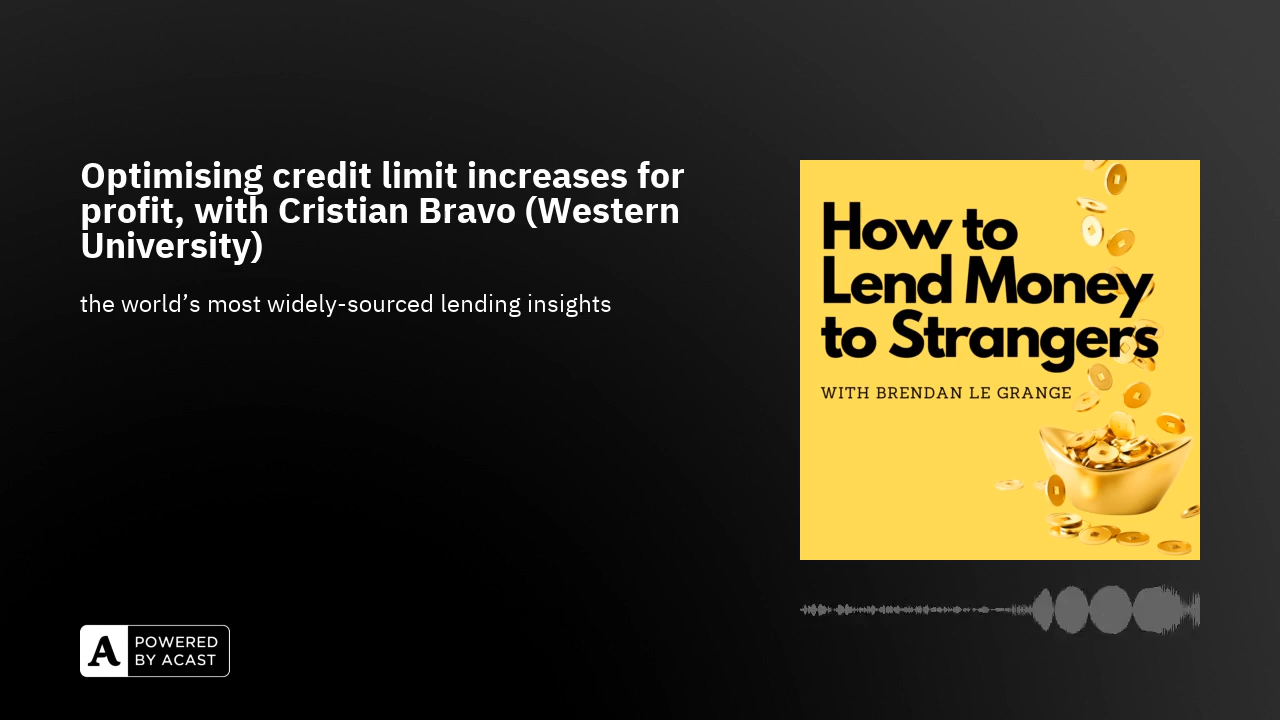 Optimising credit limit increases for
profit, with Cristian Bravo (Western
University)
the world’s most widely-sourced lending insights
How to
Lend Money
to Strangers
WITH BRENDAN LE GRANGE
A POWERED
BY ACAST